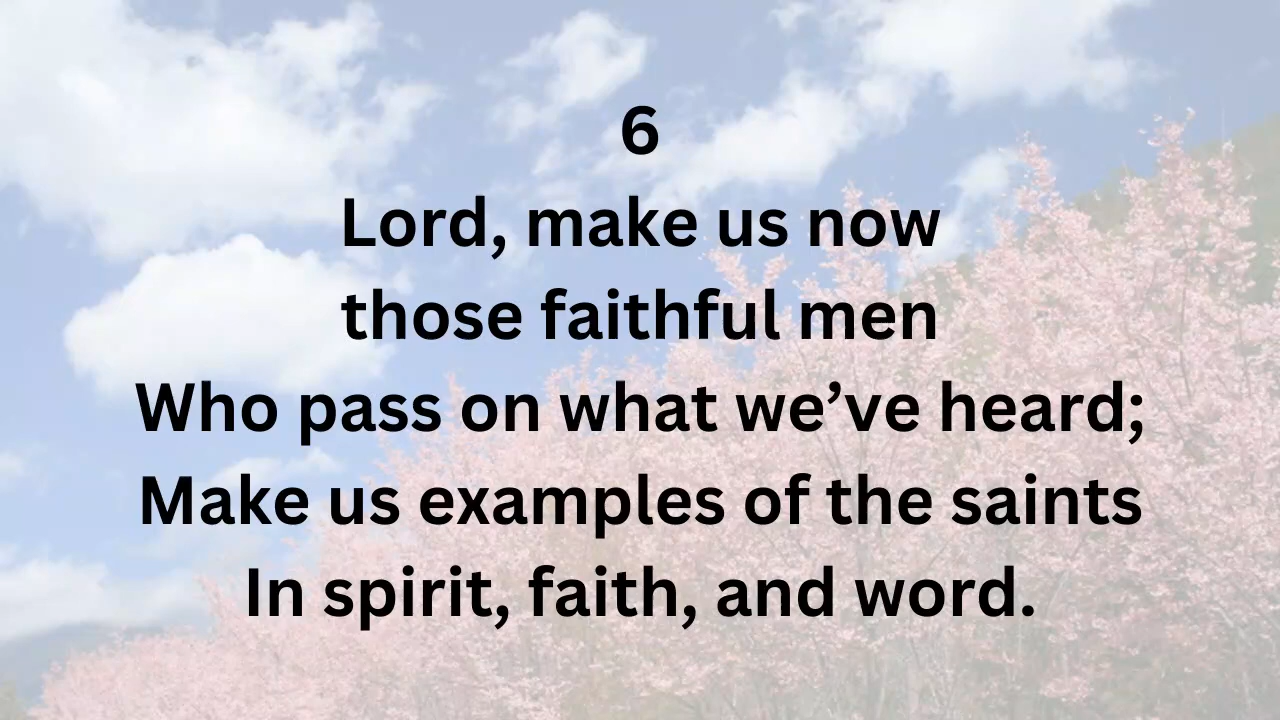 6
Lord, make us now
those faithful men
Who pass on what we’ve heard;
Make us examples of the saints
In spirit, faith, and word.